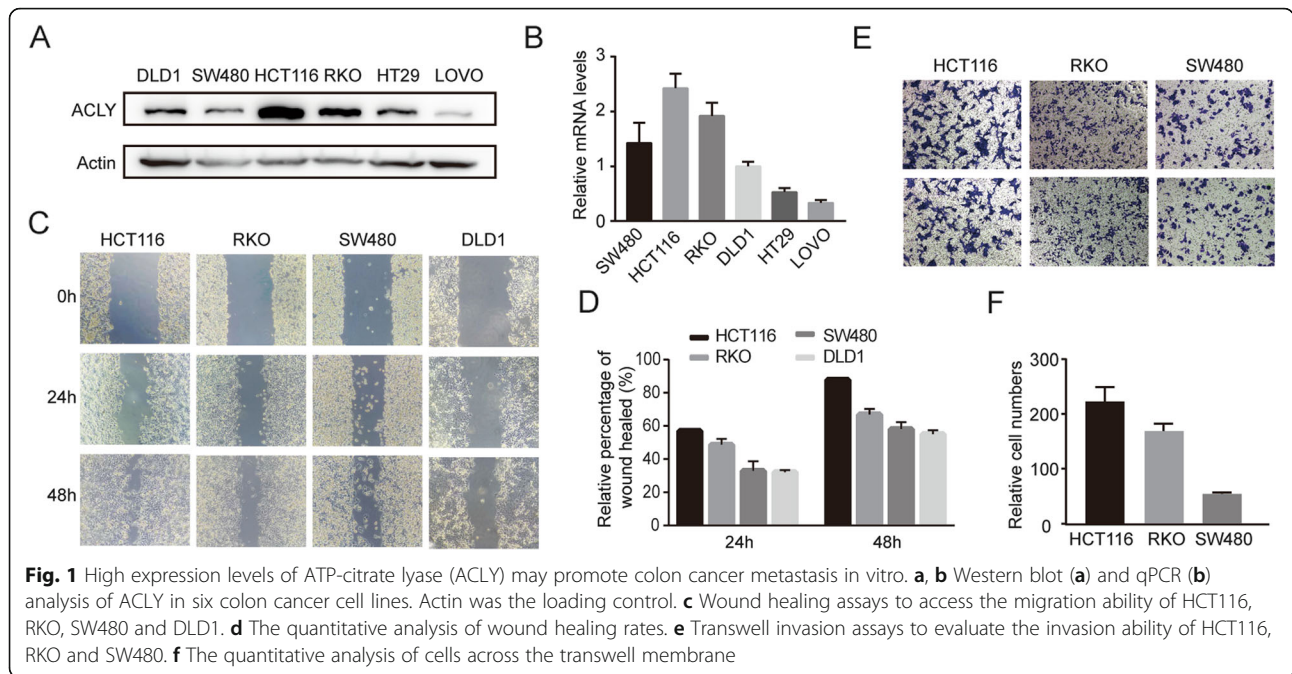 A
DLD1 SW480 HCT116 RKO HT29 LOVO
ACLY
Actin
B
Relative mRNA levels
3
2
1
0
SW480
HCT116
RKO
DLD1
HT29
LOVO
C
HCT116 RKO SW480 DLD1
0h
24h
48h
D
HCT116 SW480
RKO DLD1
Relative percentage of
wound healed (%)
100
80
60
40
20
0
24h 48h
E
HCT116 RKO SW480
F
Relative cell numbers
300
200
100
0
HCT116 RKO SW480
Fig. 1 High expression levels of ATP-citrate lyase (ACLY) may promote colon cancer metastasis in vitro. a, b Western blot (a) and qPCR (b)
analysis of ACLY in six colon cancer cell lines. Actin was the loading control. c Wound healing assays to access the migration ability of HCT116,
RKO, SW480 and DLD1. d The quantitative analysis of wound healing rates. e Transwell invasion assays to evaluate the invasion ability of HCT116,
RKO and SW480. f The quantitative analysis of cells across the transwell membrane